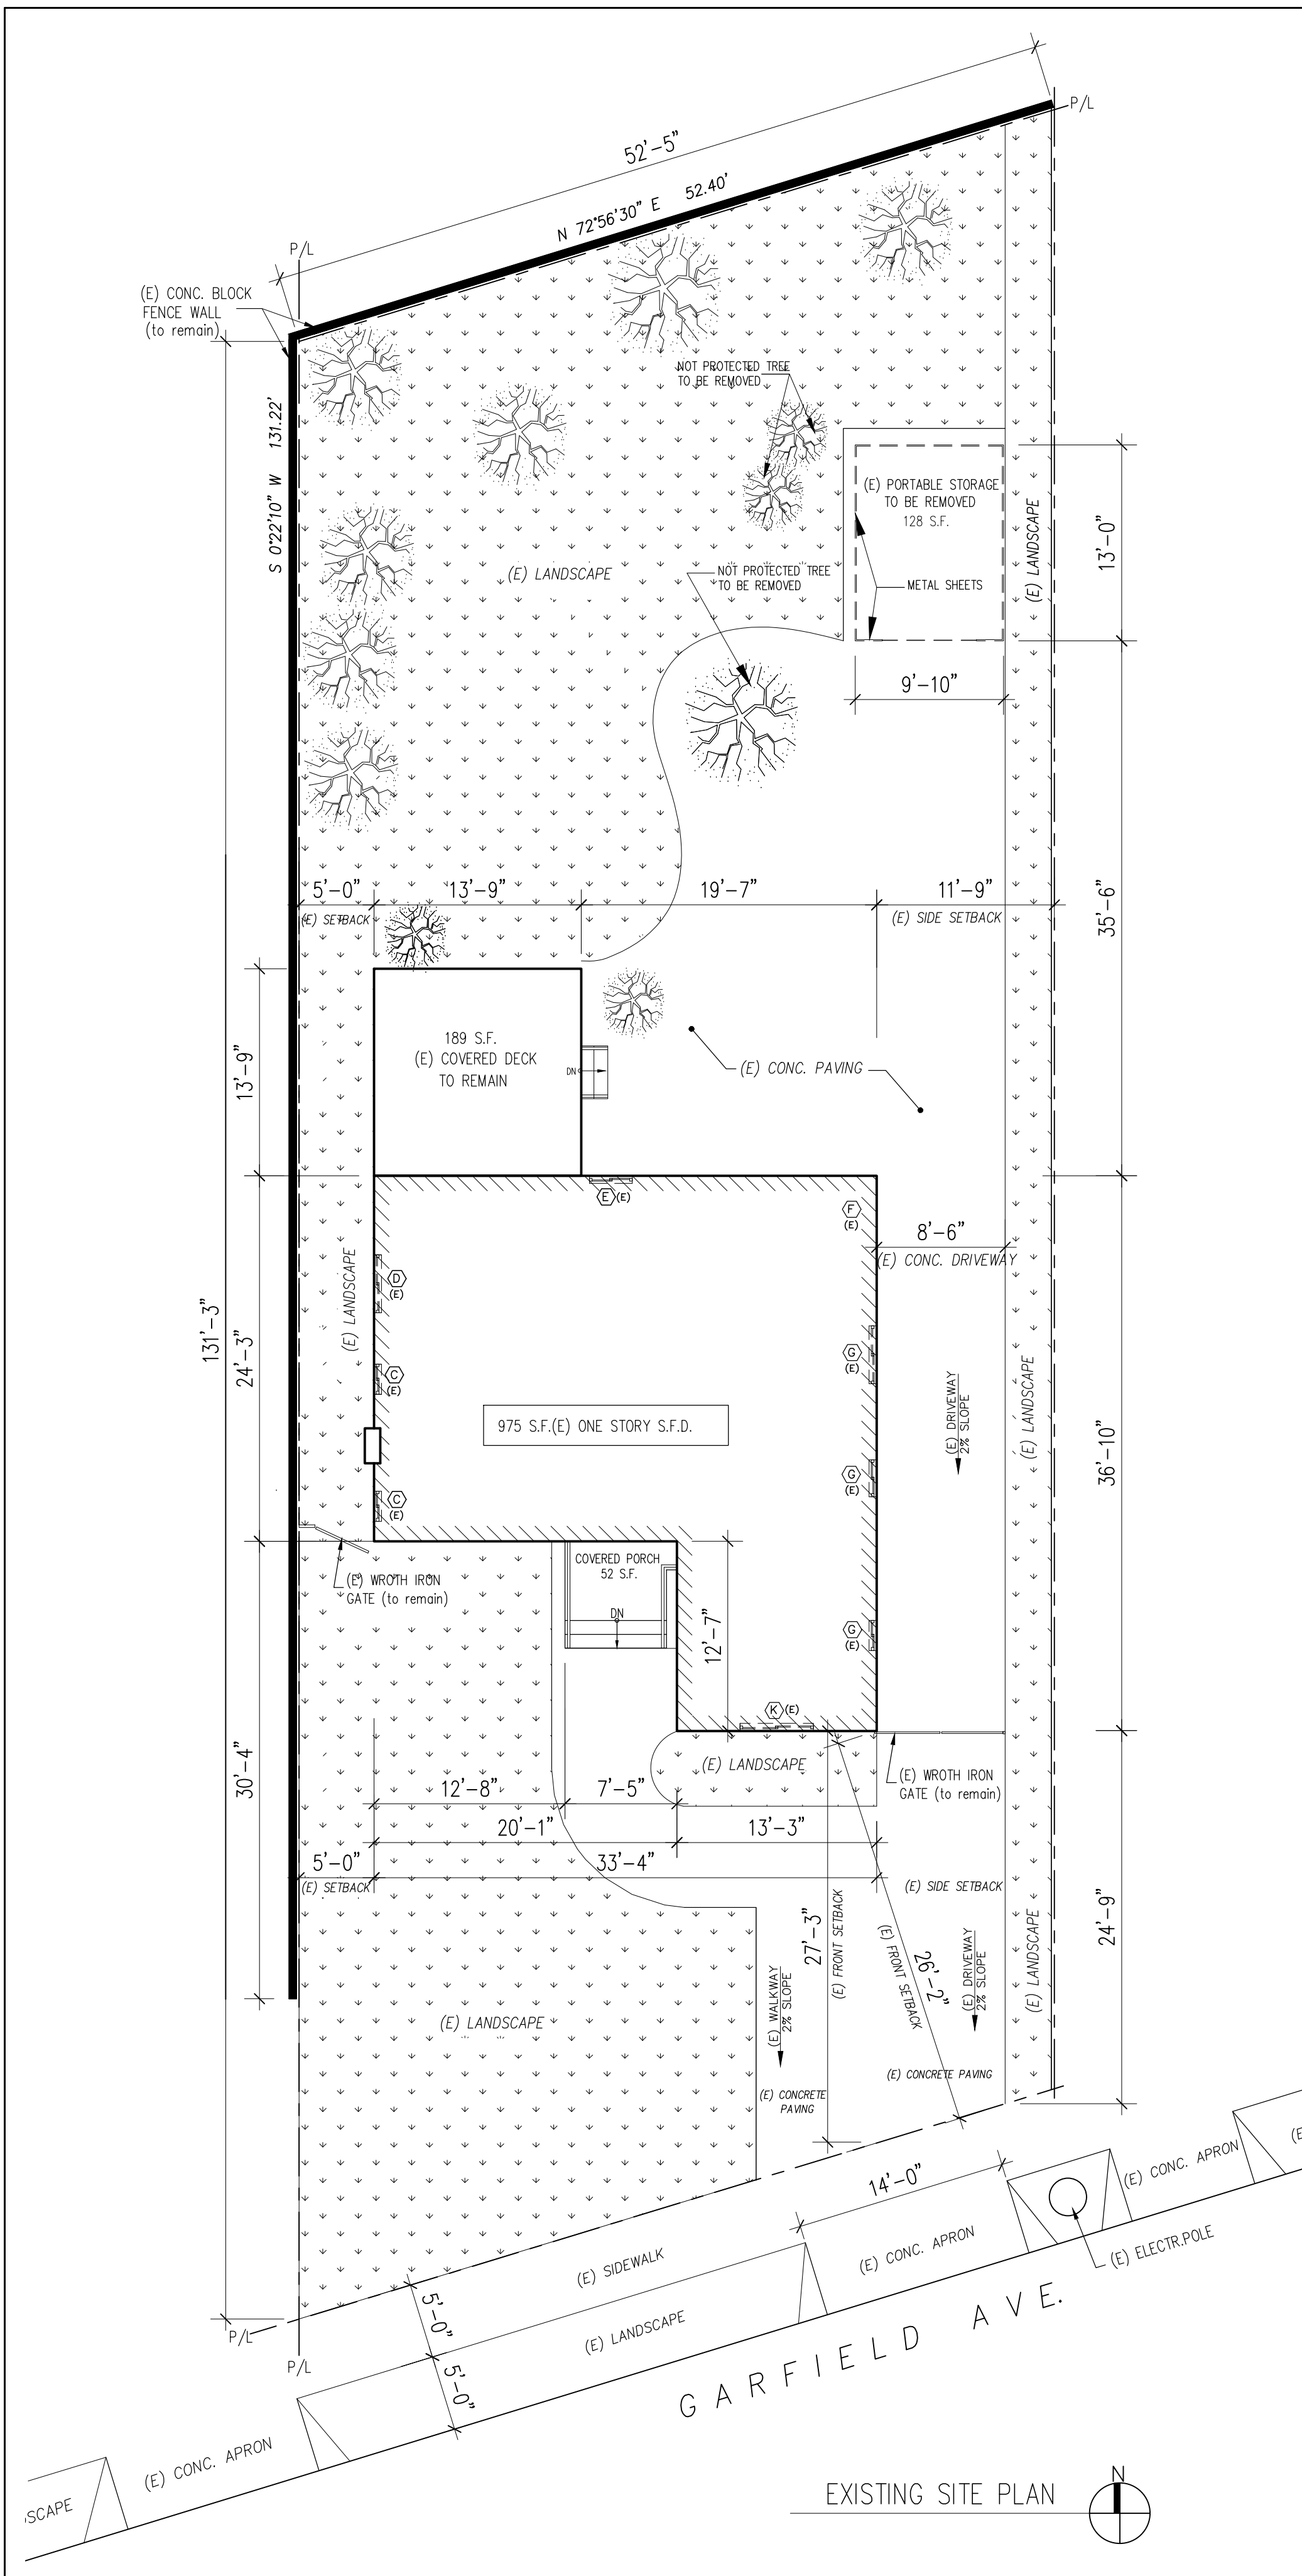 52'-5"
P/L
N 72°56'30" E 52.40'
P/L
(E) CONC. BLOCK
FENCE WALL
(to remain)
S 0°22'10" W 131.22'
NOT PROTECTED TREE
TO BE REMOVED
(E) PORTABLE STORAGE
TO BE REMOVED
128 S.F.
(E) LANDSCAPE
13'-0"
(E) LANDSCAPE
NOT PROTECTED TREE
TO BE REMOVED
METAL SHEETS
9'-10"
5'-0"
13'-9"
19'-7"
11'-9"
(E) SETBACK
(E) SIDE SETBACK
35'-6"
13'-9"
189 S.F.
(E) COVERED DECK
TO REMAIN
DN
(E) CONC. PAVING
E (E)
F
(E)
8'-6"
(E) CONC. DRIVEWAY
D
(E)
(E) LANDSCAPE
131'-3"
24'-3"
G
(E)
C
(E)
(E) DRIVEWAY
2% SLOPE
(E) LANDSCAPE
36'-10"
975 S.F.(E) ONE STORY S.F.D.
G
(E)
C
(E)
COVERED PORCH
52 S.F.
(E) WROTH IRON
GATE (to remain)
DN
12'-7"
G
(E)
K (E)
30'-4"
(E) LANDSCAPE
(E) WROTH IRON
GATE (to remain)
12'-8"
7'-5"
20'-1"
13'-3"
5'-0"
33'-4"
(E) SETBACK
(E) SIDE SETBACK
27'-3"
(E) FRONT SETBACK
26'-2"
(E) FRONT SETBACK
(E) DRIVEWAY
2% SLOPE
(E) LANDSCAPE
24'-9"
(E) WALKWAY
2% SLOPE
(E) LANDSCAPE
(E) CONCRETE PAVING
(E) CONCRETE
PAVING
14'-0"
(E) CONC. APRON
(E
(E) SIDEWALK
(E) CONC. APRON
(E) ELECTR.POLE
5'-0"
(E) LANDSCAPE
P/L
P/L
5'-0"
GARFIELD AVE.
(E) CONC. APRON
SCAPE
EXISTING SITE PLAN
N